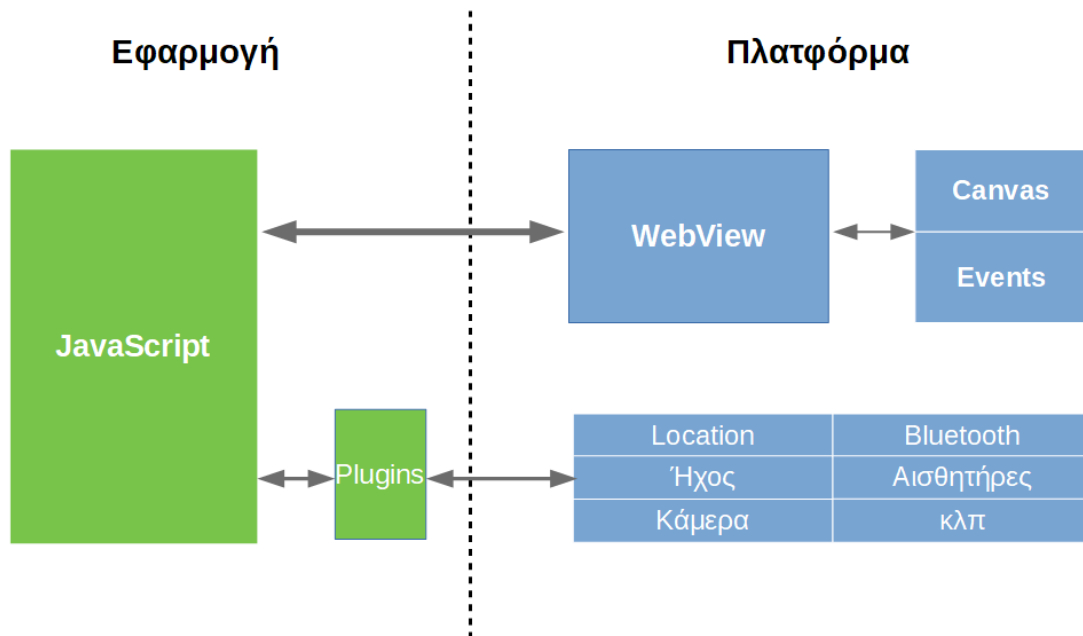 Εφαρμογή
Πλατφόρμα
JavaScript
WebView
Canvas
Events
Plugins
Location
Bluetooth
Ήχος
Αισθητήρες
Κάμερα
κλπ